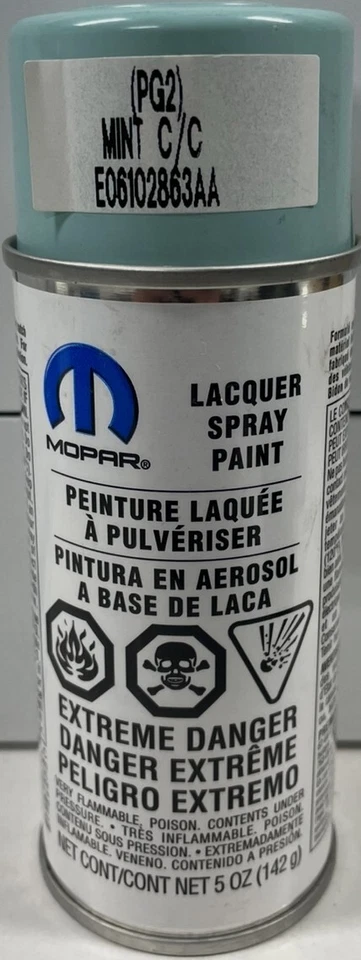 (PG2)
MINT C/C
E06102863AA
MOPAR®
LACQUER
SPRAY
PAINT
PEINTURE LAQUÉE
À PULVÉRISER
PINTURA EN AEROSOL
A BASE DE LACA
EXTREME DANGER
DANGER EXTRÊME
PELIGRO EXTREMO
VERY FLAMMABLE. POISON. CONTENTS UNDER
PRESSURE. • TRÈS INFLAMMABLE. POISON.
CONTENU SOUS PRESSION. • EXTREMADAMENTE
INFLAMABLE. VENENO. CONTENIDO A PRESIÓN.
NET CONT/CONT NET 5 OZ (142 g)